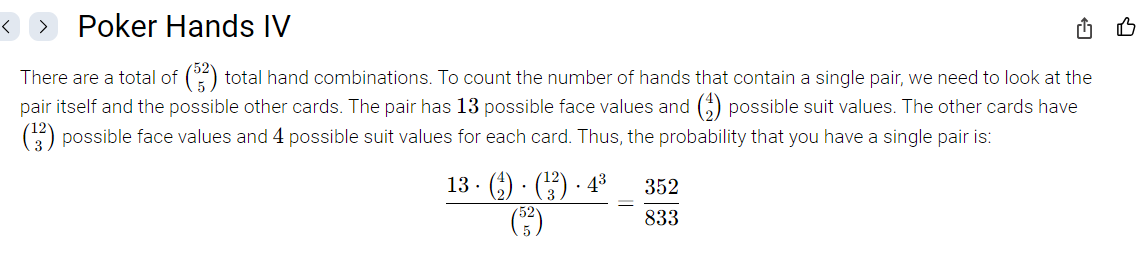 Poker Hands IV
There are a total of \binom{52}{5} total hand combinations. To count the number of hands that contain a single pair, we need to look at the
pair itself and the possible other cards. The pair has 13 possible face values and \binom{4}{2} possible suit values. The other cards have
\binom{12}{3} possible face values and 4 possible suit values for each card. Thus, the probability that you have a single pair is:
\frac{13 \cdot \binom{4}{2} \cdot \binom{12}{3} \cdot 4^3}{\binom{52}{5}} = \frac{352}{833}